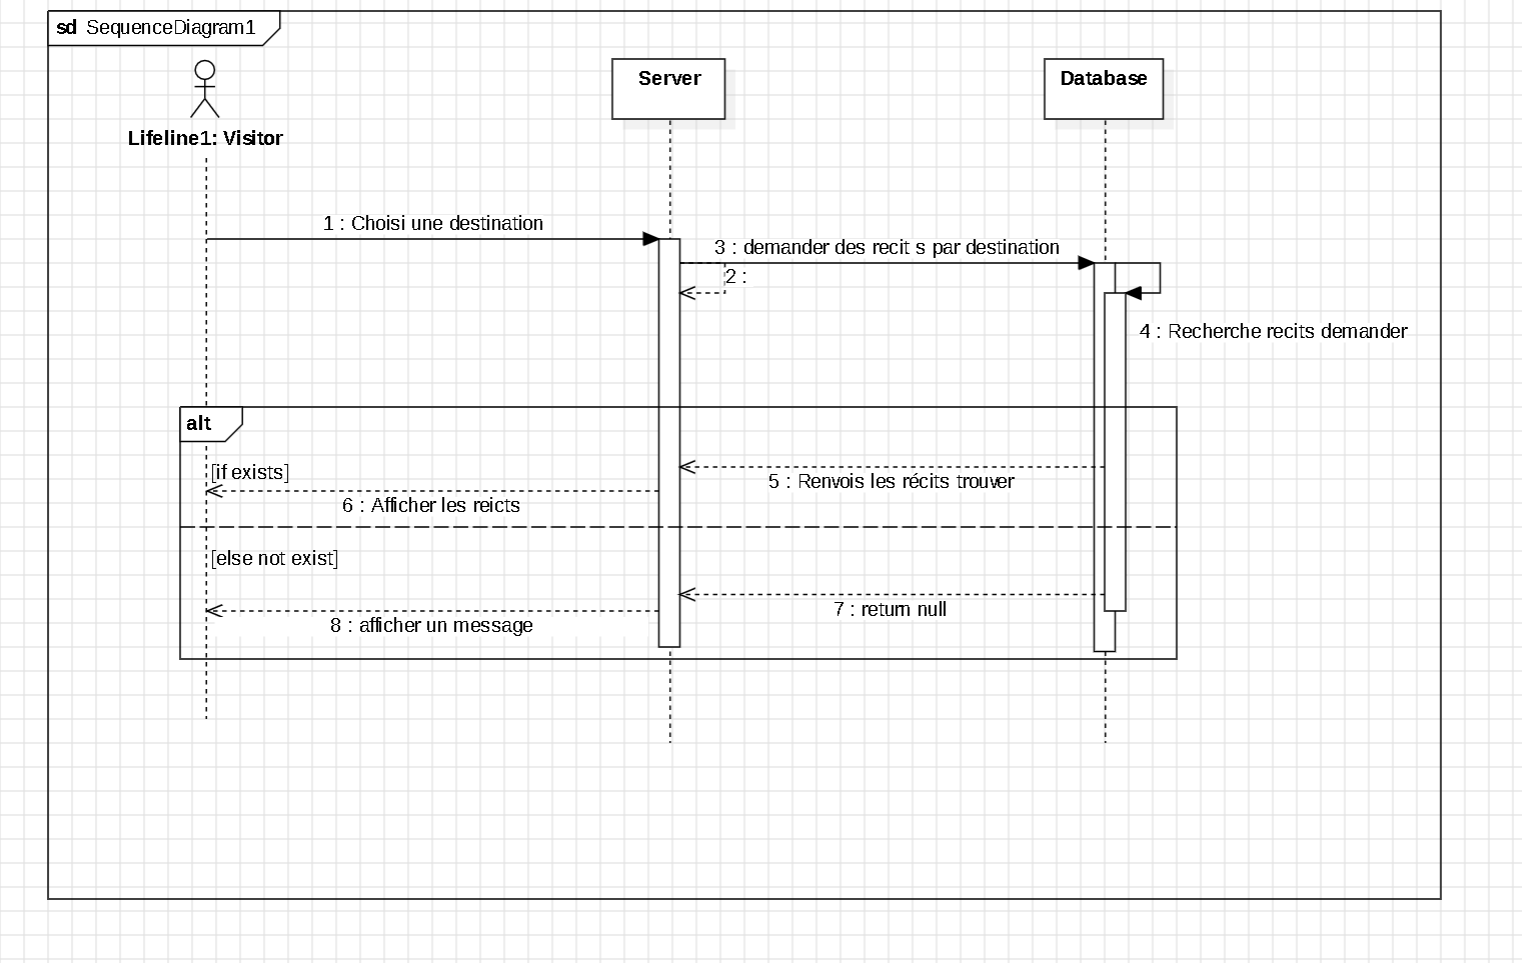 sd SequenceDiagram1
Server
Database
Lifeline1: Visitor
1 : Choisi une destination
3 : demander des recit s par destination
2 :
4 : Recherche recits demander
alt
[if exists]
5 : Renvois les récits trouver
6 : Afficher les reicts
[else not exist]
7 : return null
8 : afficher un message